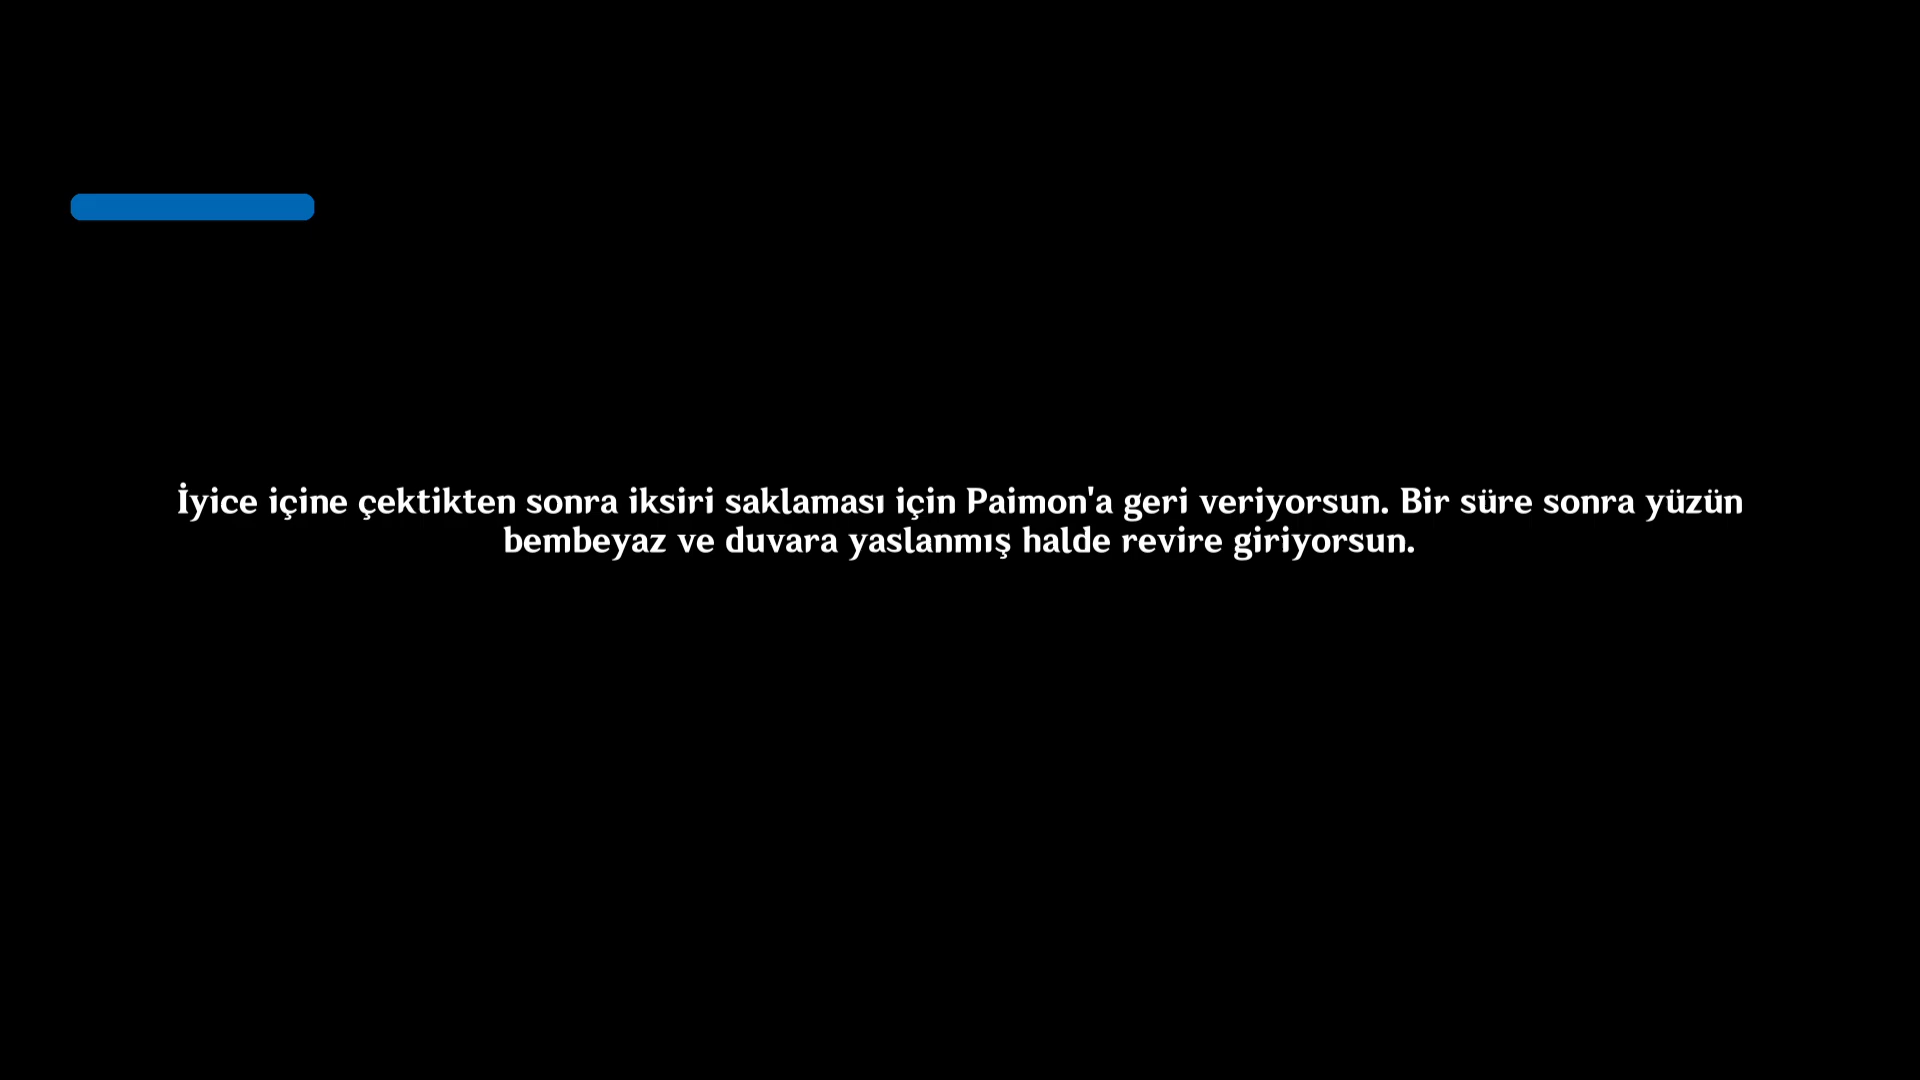 İyice içine çektikten sonra iksiri saklaması için Paimon'a geri veriyorsun. Bir süre sonra yüzün
bembeyaz ve duvara yaslanmış halde revire giriyorsun.